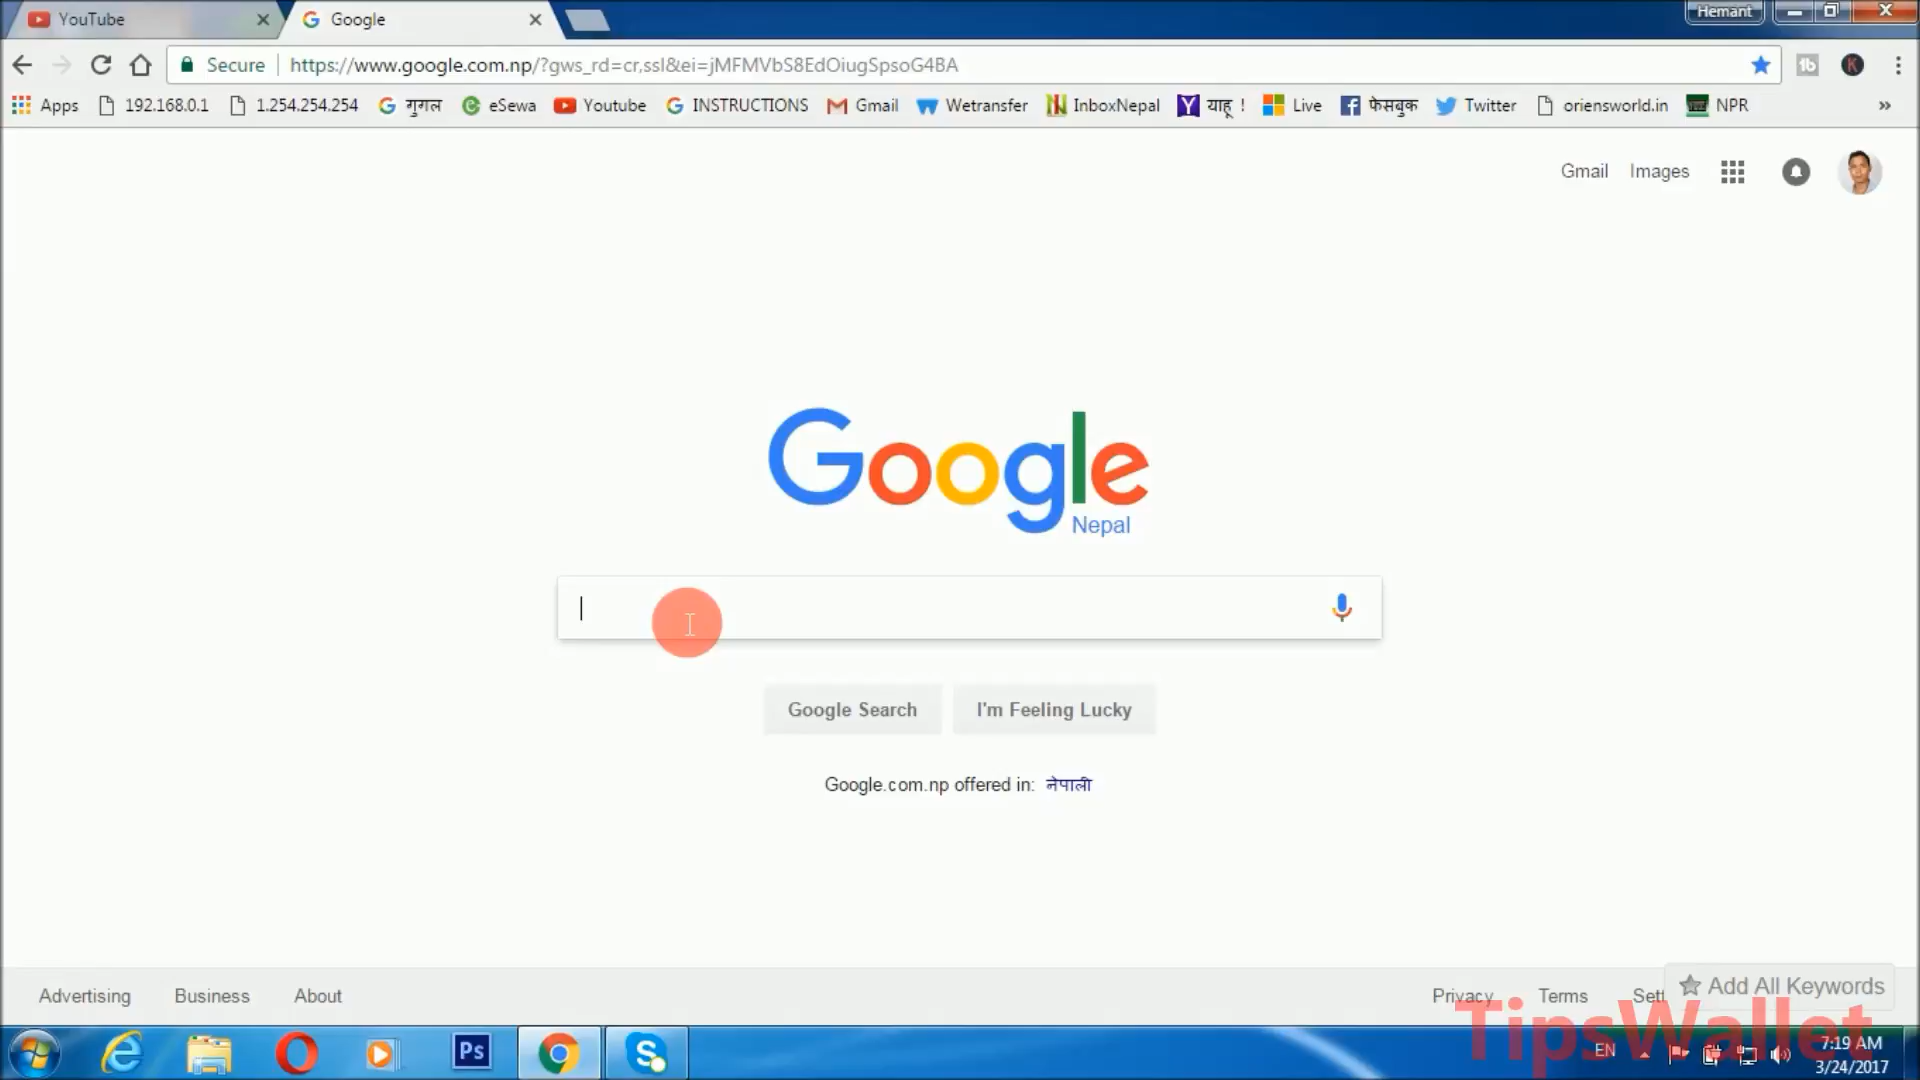 YouTube
Google
Hemant
Secure https://www.google.com.np/?gws_rd=cr,ssl&ei=jMFMVbS8EdOiugSpsoG4BA
Apps 192.168.0.1 1.254.254.254 गुगल eSewa Youtube INSTRUCTIONS Gmail Wetransfer InboxNepal याहू ! Live फेसबुक Twitter oriensworld.in NPR »
Gmail Images
Google
Nepal
Google Search I'm Feeling Lucky
Google.com.np offered in: नेपाली
Advertising Business About Privacy Terms Sett
Add All Keywords
TipsWallet
Ps
EN
7:19 AM
3/24/2017